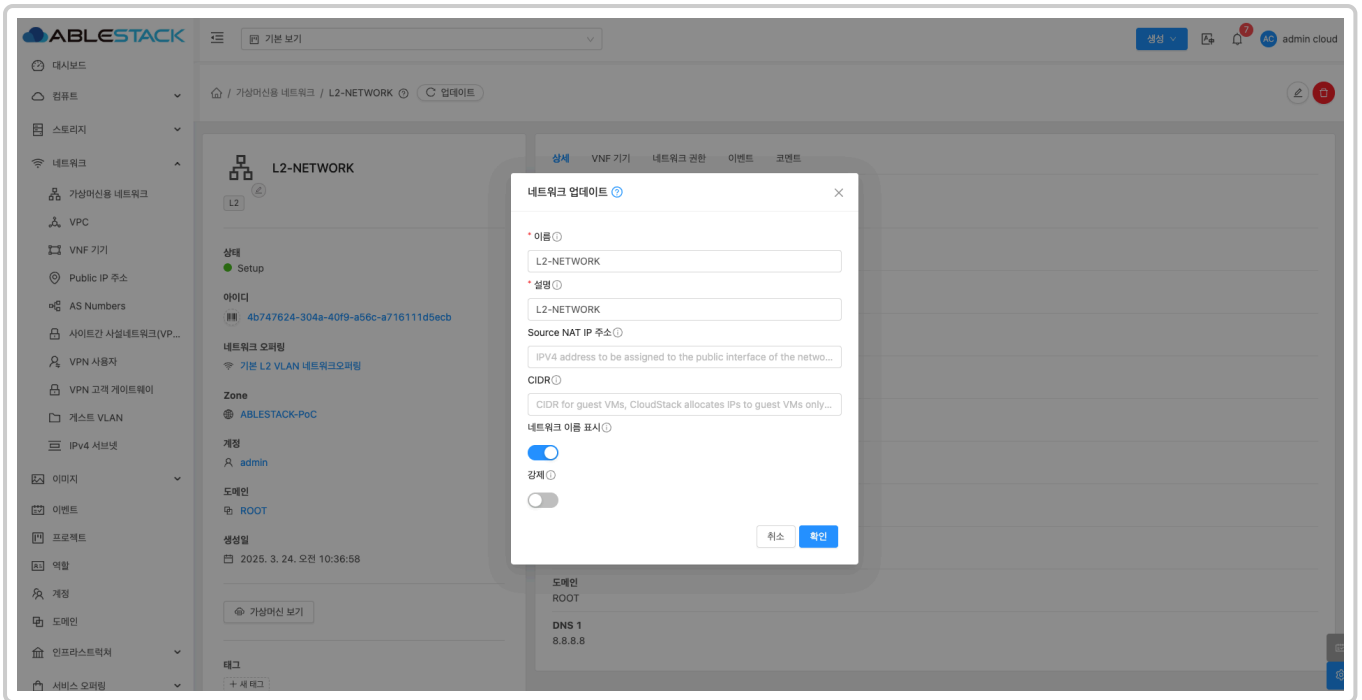 ABLESTACK
기본 보기
생성
7
AC
admin cloud
대시보드
컴퓨트
스토리지
네트워크
가상머신용 네트워크
VPC
VNF 기기
Public IP 주소
AS Numbers
사이트간 사설네트워크(VP...
VPN 사용자
VPN 고객 게이트웨이
게스트 VLAN
IPv4 서브넷
이미지
이벤트
프로젝트
역할
계정
도메인
인프라스트럭쳐
서비스 오퍼링
/ 가상머신용 네트워크 / L2-NETWORK
업데이트
L2-NETWORK
L2
상태
Setup
아이디
4b747624-304a-40f9-a56c-a716111d5ecb
네트워크 오퍼링
기본 L2 VLAN 네트워크오퍼링
Zone
ABLESTACK-PoC
계정
admin
도메인
ROOT
생성일
2025. 3. 24. 오전 10:36:58
가상머신 보기
태그
+ 새 태그
상세 VNF 기기 네트워크 권한 이벤트 코멘트
네트워크 업데이트
* 이름
L2-NETWORK
* 설명
L2-NETWORK
Source NAT IP 주소
IPV4 address to be assigned to the public interface of the netwo...
CIDR
CIDR for guest VMs, CloudStack allocates IPs to guest VMs only...
네트워크 이름 표시
강제
취소
확인
도메인
ROOT
DNS 1
8.8.8.8